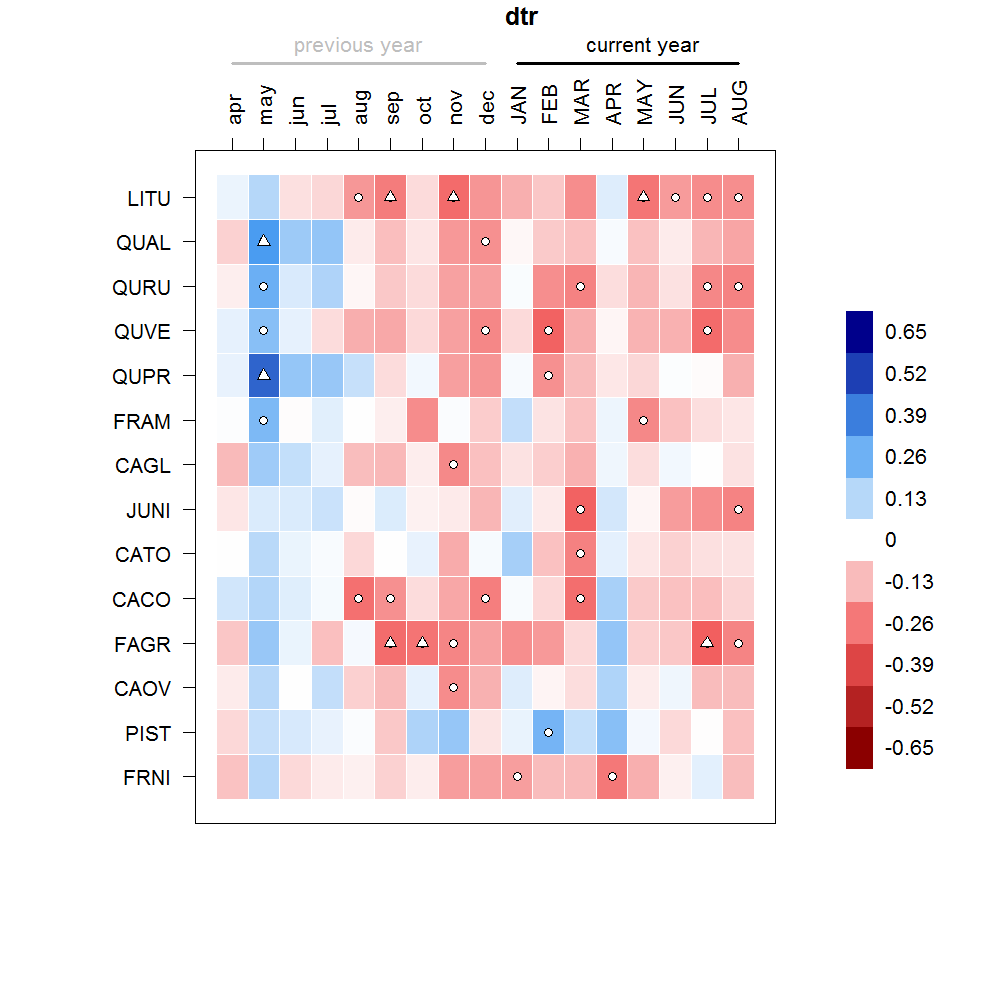 dtr
previous year current year
apr may jun jul aug sep oct nov dec JAN FEB MAR APR MAY JUN JUL AUG
LITU
QUAL
QURU
QUVE
QUPR
FRAM
CAGL
JUNI
CATO
CACO
FAGR
CAOV
PIST
FRNI
0.65
0.52
0.39
0.26
0.13
0
-0.13
-0.26
-0.39
-0.52
-0.65